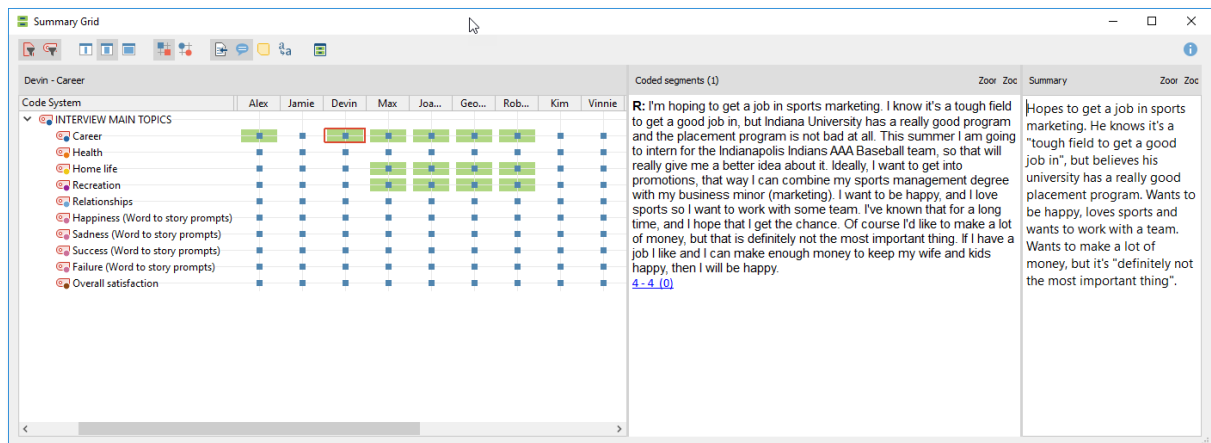 Summary Grid
Devin - Career
Coded segments (1) Zoor Zoc
Summary Zoor Zoc
Code System Alex Jamie Devin Max Joa... Geo... Rob... Kim Vinnie
INTERVIEW MAIN TOPICS
Career
Health
Home life
Recreation
Relationships
Happiness (Word to story prompts)
Sadness (Word to story prompts)
Success (Word to story prompts)
Failure (Word to story prompts)
Overall satisfaction
R: I'm hoping to get a job in sports marketing. I know it's a tough field
to get a good job in, but Indiana University has a really good program
and the placement program is not bad at all. This summer I am going
to intern for the Indianapolis Indians AAA Baseball team, so that will
really give me a better idea about it. Ideally, I want to get into
promotions, that way I can combine my sports management degree
with my business minor (marketing). I want to be happy, and I love
sports so I want to work with some team. I've known that for a long
time, and I hope that I get the chance. Of course I'd like to make a lot
of money, but that is definitely not the most important thing. If I have a
job I like and I can make enough money to keep my wife and kids
happy, then I will be happy.
4 - 4 (0)
Hopes to get a job in sports
marketing. He knows it's a
"tough field to get a good
job in", but believes his
university has a really good
placement program. Wants to
be happy, loves sports and
wants to work with a team.
Wants to make a lot of
money, but it's "definitely not
the most important thing".